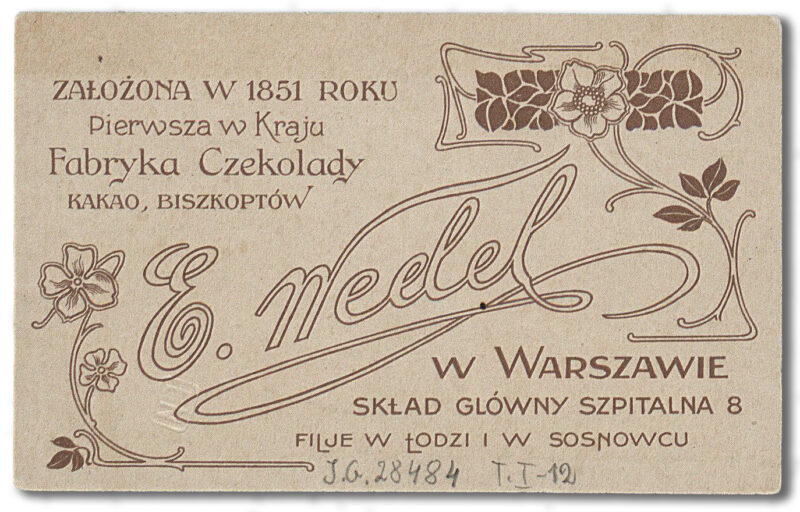 ZAŁOŻONA W 1851 ROKU
Pierwsza w Kraju
Fabryka Czekolady
KAKAO, BISZKOPTÓW
E. Wedel
W WARSZAWIE
SKŁAD GLÓWNY SZPITALNA 8
FILJE W ŁODZI I W SOSNOWCU
J.G. 28484 T.I-12